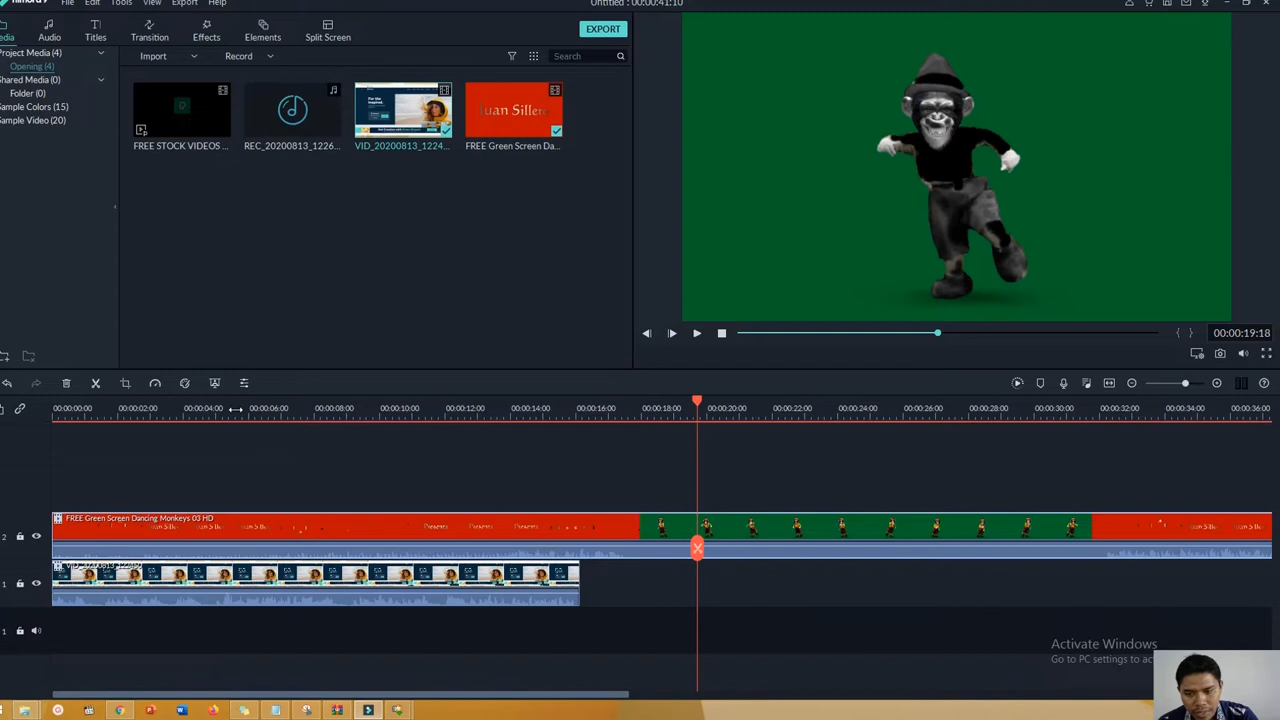 File Edit Tools View Export Help
Untitled : 00:00:41:10
Audio Titles Transition Effects Elements Split Screen
EXPORT
Project Media (4)
Opening (4)
Shared Media (0)
Folder (0)
Sample Colors (15)
Sample Video (20)
Import Record Search
FREE STOCK VIDEOS ... REC_20200813_1226... VID_20200813_1224... FREE Green Screen Da...
00:00:19:18
00:00:00:00 00:00:02:00 00:00:04:00 00:00:06:00 00:00:08:00 00:00:10:00 00:00:12:00 00:00:14:00 00:00:16:00 00:00:18:00 00:00:20:00 00:00:22:00 00:00:24:00 00:00:26:00 00:00:28:00 00:00:30:00 00:00:32:00 00:00:34:00 00:00:36:00
FREE Green Screen Dancing Monkeys 03 HD
2
1
1
Activate Windows
Go to PC settings to